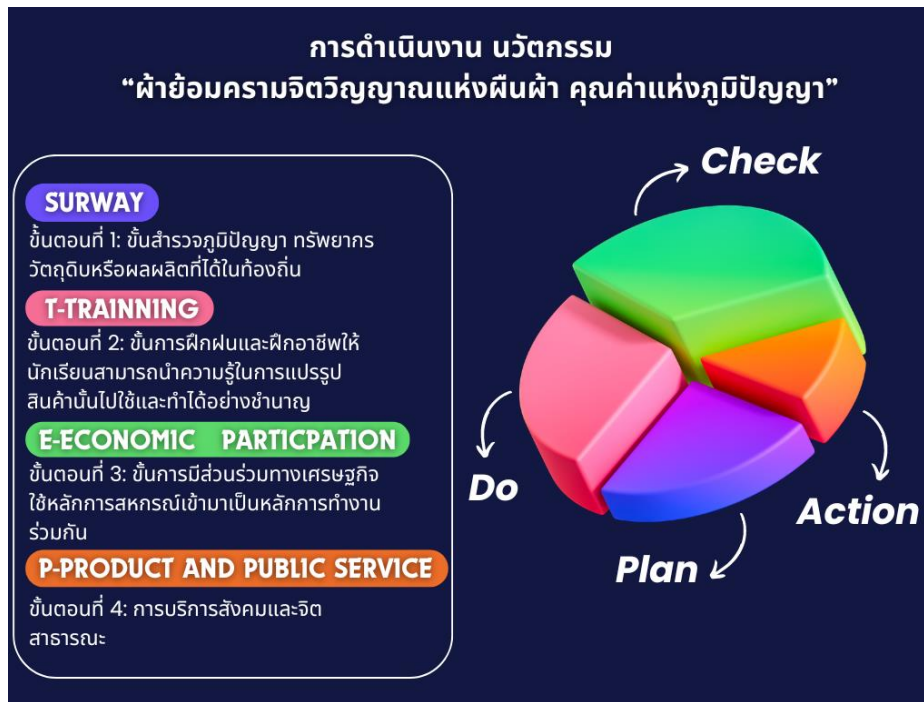 การดำเนินงาน นวัตกรรม
“ผ้าย้อมครามจิตวิญญาณแห่งผืนผ้า คุณค่าแห่งภูมิปัญญา”
SURWAY
ขั้นตอนที่ 1: ขั้นสำรวจภูมิปัญญา ทรัพยากร
วัตถุดิบหรือผลผลิตที่ได้ในท้องถิ่น
T-TRAINNING
ขั้นตอนที่ 2: ขั้นการฝึกฝนและฝึกอาชีพให้
นักเรียนสามารถนำความรู้ในการแปรรูป
สินค้านั้นไปใช้และทำได้อย่างชำนาญ
E-ECONOMIC PARTICPATION
ขั้นตอนที่ 3: ขั้นการมีส่วนร่วมทางเศรษฐกิจ
ใช้หลักการสหกรณ์เข้ามาเป็นหลักการทำงาน
ร่วมกัน
P-PRODUCT AND PUBLIC SERVICE
ขั้นตอนที่ 4: การบริการสังคมและจิต
สาธารณะ
Check
Do
Action
Plan